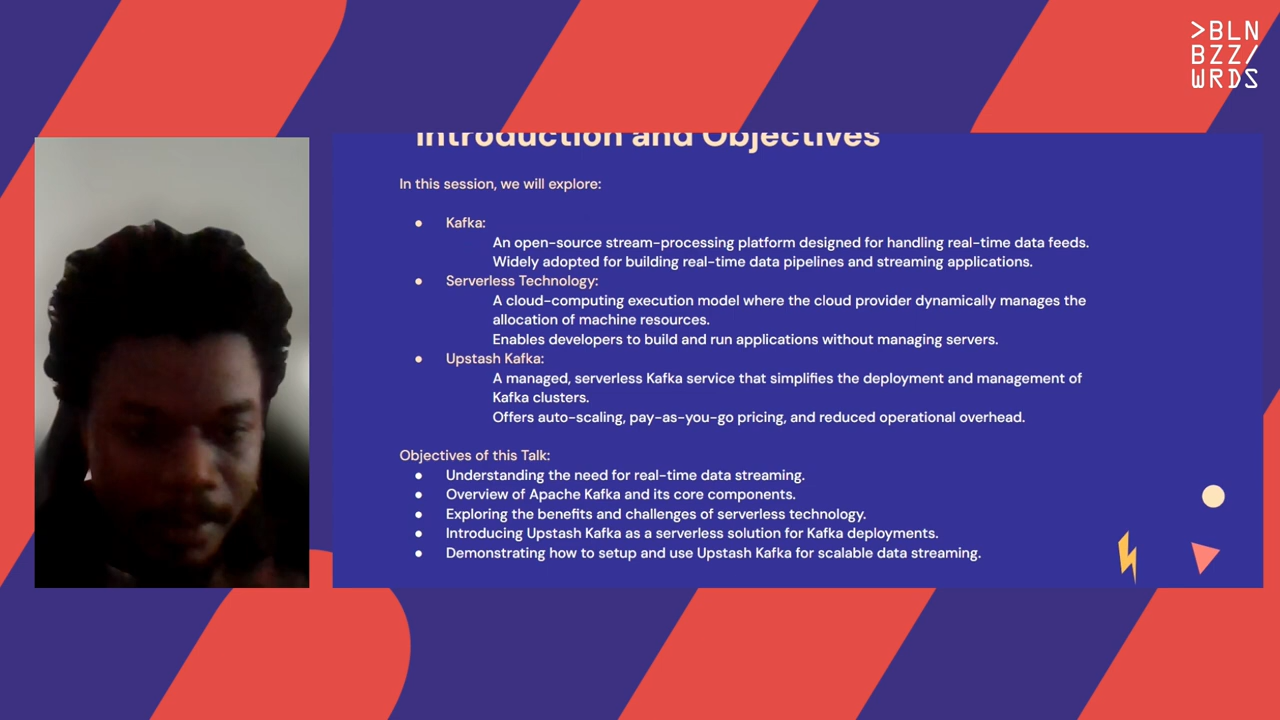 >BLN
BZZ/
WRDS
Introduction and Objectives
In this session, we will explore:
● Kafka:
An open-source stream-processing platform designed for handling real-time data feeds.
Widely adopted for building real-time data pipelines and streaming applications.
● Serverless Technology:
A cloud-computing execution model where the cloud provider dynamically manages the
allocation of machine resources.
Enables developers to build and run applications without managing servers.
● Upstash Kafka:
A managed, serverless Kafka service that simplifies the deployment and management of
Kafka clusters.
Offers auto-scaling, pay-as-you-go pricing, and reduced operational overhead.
Objectives of this Talk:
● Understanding the need for real-time data streaming.
● Overview of Apache Kafka and its core components.
● Exploring the benefits and challenges of serverless technology.
● Introducing Upstash Kafka as a serverless solution for Kafka deployments.
● Demonstrating how to setup and use Upstash Kafka for scalable data streaming.